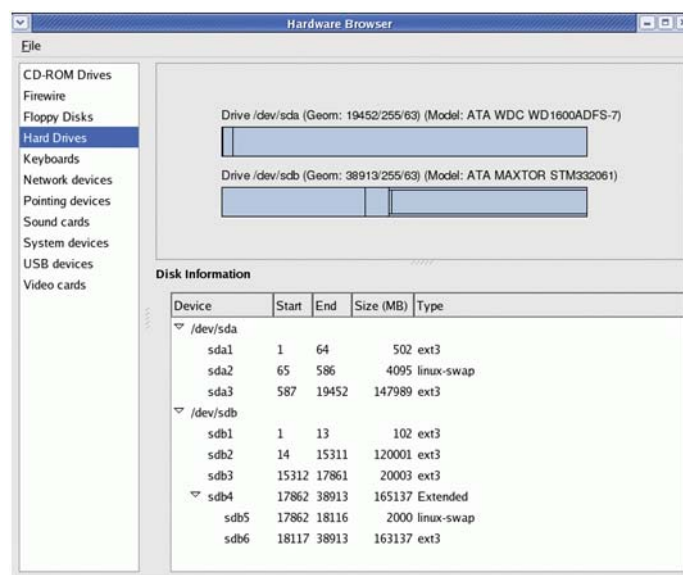 Hardware Browser
File
CD-ROM Drives
Firewire
Floppy Disks
Hard Drives
Keyboards
Network devices
Pointing devices
Sound cards
System devices
USB devices
Video cards
Drive /dev/sda (Geom: 19452/255/63) (Model: ATA WDC WD1600ADFS-7)
Drive /dev/sdb (Geom: 38913/255/63) (Model: ATA MAXTOR STM332061)
Disk Information
Device Start End Size (MB) Type
/dev/sda
sda1 1 64 502 ext3
sda2 65 586 4095 linux-swap
sda3 587 19452 147989 ext3
/dev/sdb
sdb1 1 13 102 ext3
sdb2 14 15311 120001 ext3
sdb3 15312 17861 20003 ext3
sdb4 17862 38913 165137 Extended
sdb5 17862 18116 2000 linux-swap
sdb6 18117 38913 163137 ext3